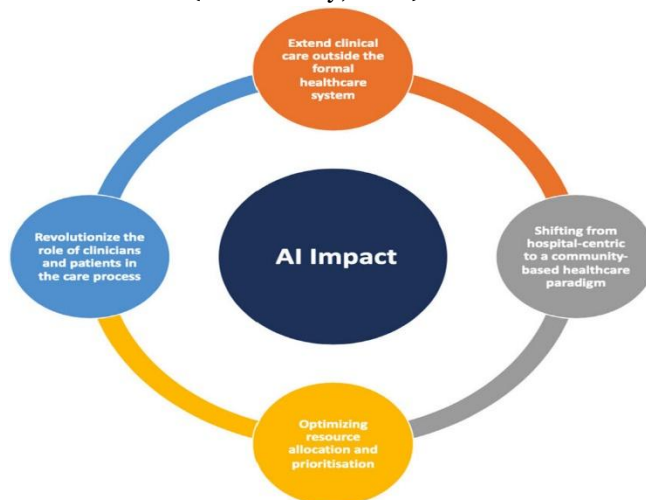 Extend clinical
care outside the
formal
healthcare
system
Revolutionize the
role of clinicians
and patients in
the care process
AI Impact
Shifting from
hospital-centric
to a community-
based healthcare
paradigm
Optimizing
resource
allocation and
prioritisation